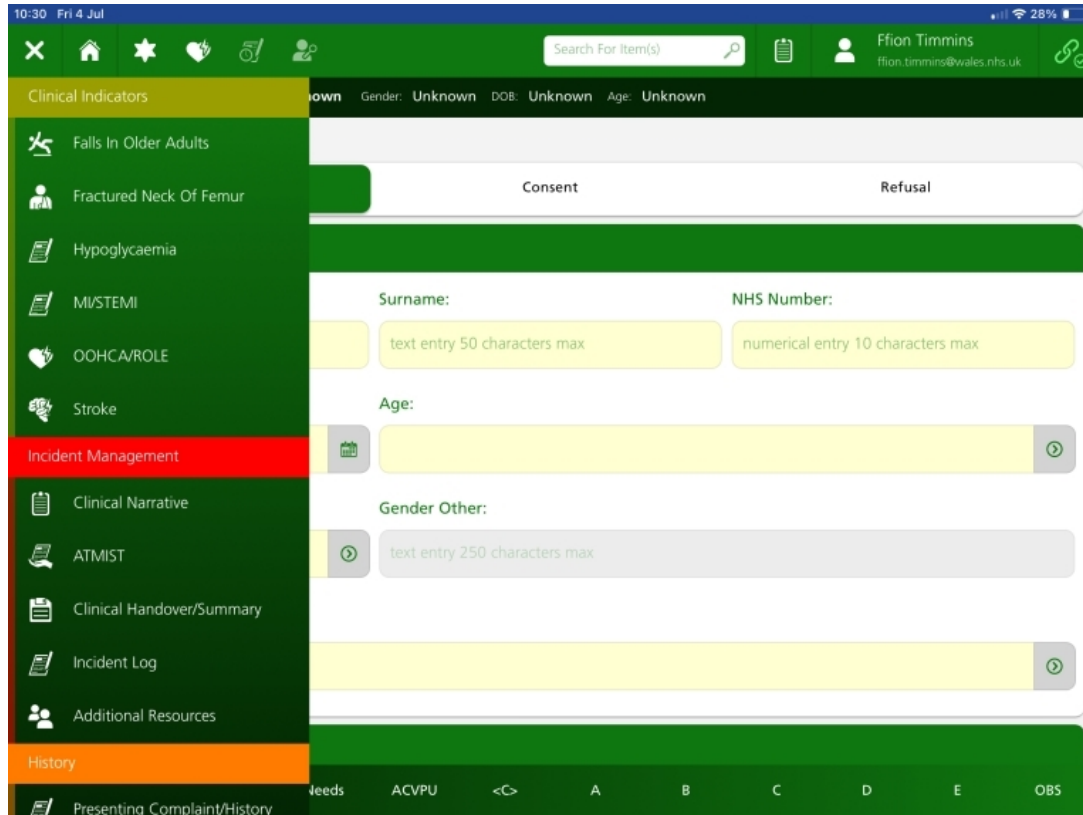 10:30 Fri 4 Jul 28%
Search For Item(s)
Ffion Timmins
ffion.timmins@wales.nhs.uk
Clinical Indicators
nown Gender: Unknown DOB: Unknown Age: Unknown
Falls In Older Adults
Fractured Neck Of Femur
Hypoglycaemia
MI/STEMI
OOHCA/ROLE
Stroke
Incident Management
Clinical Narrative
ATMIST
Clinical Handover/Summary
Incident Log
Additional Resources
History
Presenting Complaint/History
Consent Refusal
Surname: NHS Number:
text entry 50 characters max numerical entry 10 characters max
Age:
Gender Other:
text entry 250 characters max
Needs ACVPU <C> A B C D E OBS